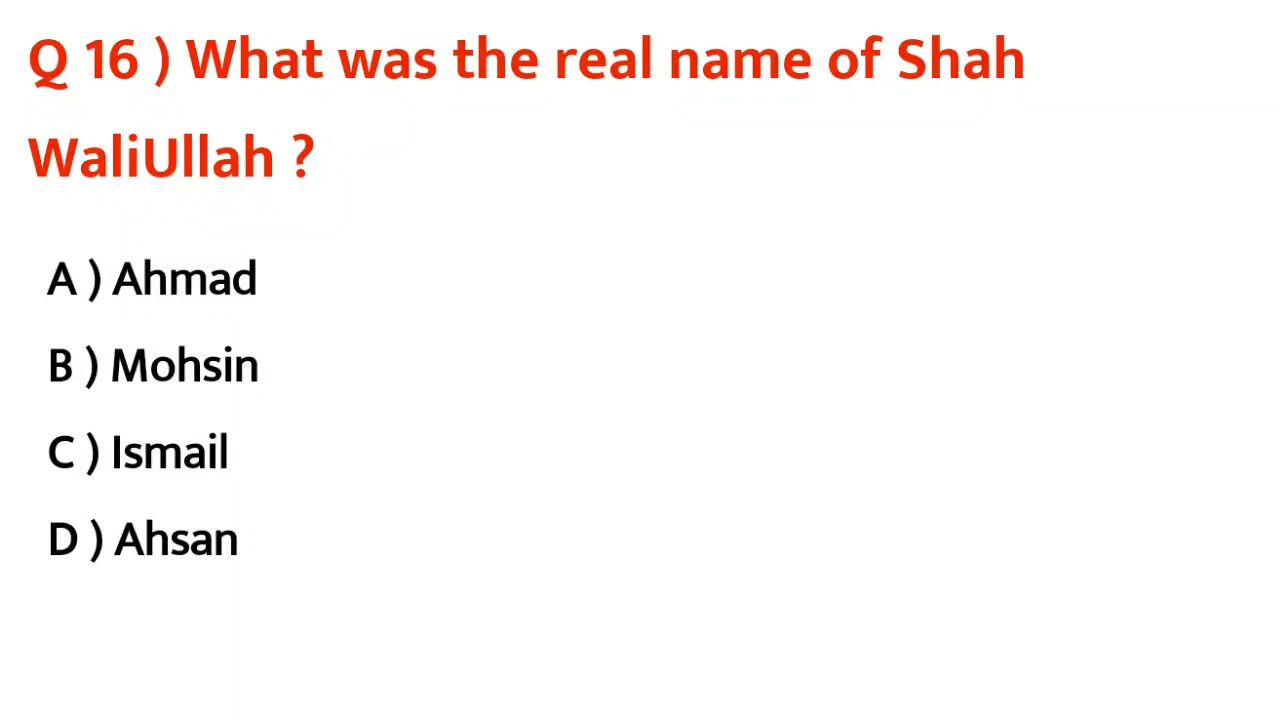 Q 16 ) What was the real name of Shah
WaliUllah ?
A ) Ahmad
B ) Mohsin
C ) Ismail
D ) Ahsan